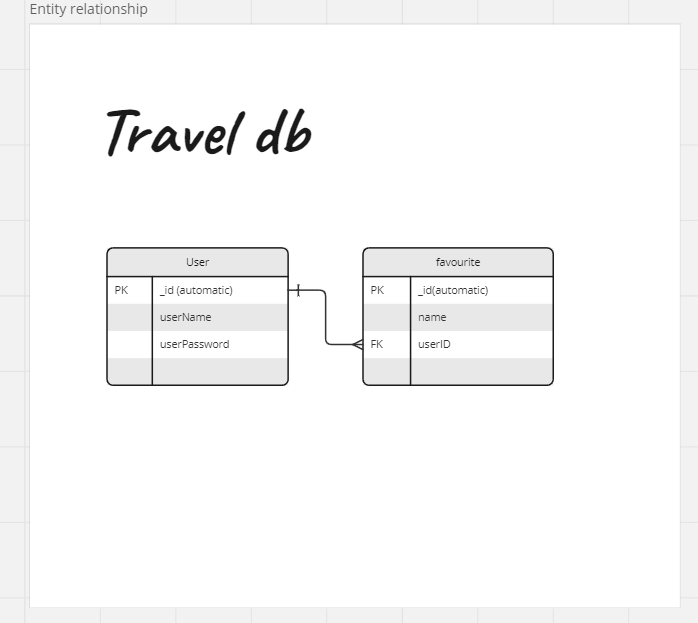 Entity relationship
Travel db
User
PK _id (automatic)
userName
userPassword
favourite
PK _id(automatic)
name
FK userID